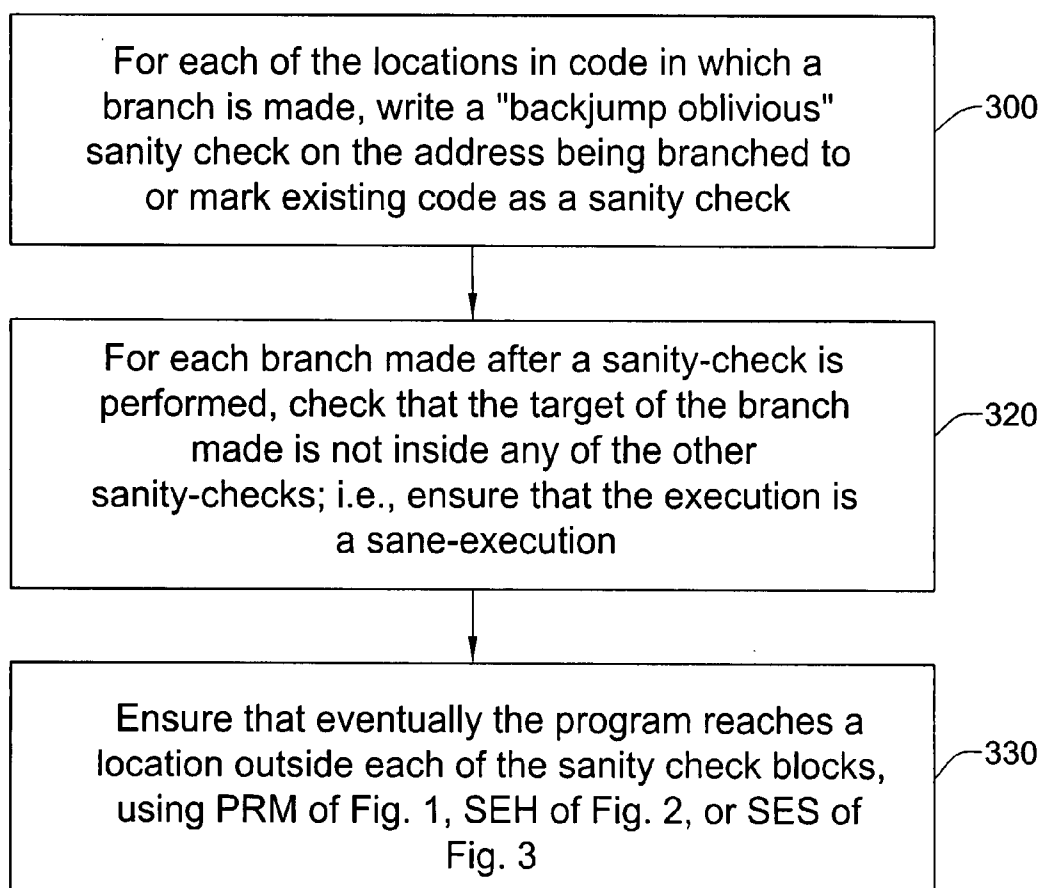 For each of the locations in code in which a
branch is made, write a "backjump oblivious"
sanity check on the address being branched to
or mark existing code as a sanity check
300
For each branch made after a sanity-check is
performed, check that the target of the branch
made is not inside any of the other
sanity-checks; i.e., ensure that the execution is
a sane-execution
320
Ensure that eventually the program reaches a
location outside each of the sanity check blocks,
using PRM of Fig. 1, SEH of Fig. 2, or SES of
Fig. 3
330